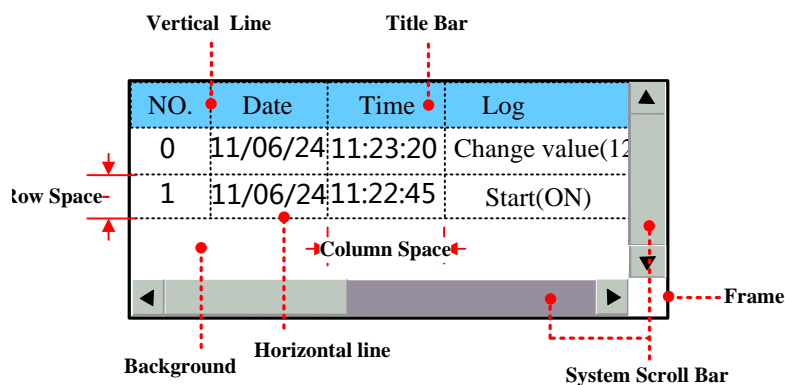 Vertical Line
Title Bar
NO. Date Time Log
0 11/06/24 11:23:20 Change value(12
1 11/06/24 11:22:45 Start(ON)
Row Space
Column Space
Frame
Background
Horizontal line
System Scroll Bar